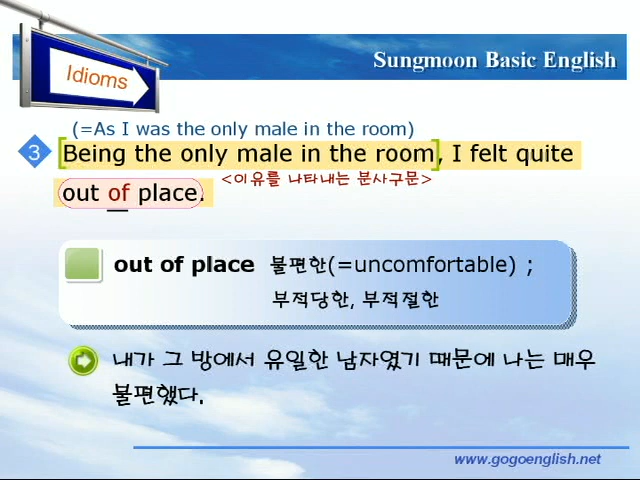 Idioms
Sungmoon Basic English
(=As I was the only male in the room)
3 [Being the only male in the room], I felt quite
out of place.
<이유를 나타내는 분사구문>
out of place 불편한(=uncomfortable) ;
부적당한, 부적절한
내가 그 방에서 유일한 남자였기 때문에 나는 매우
불편했다.
www.gogoenglish.net